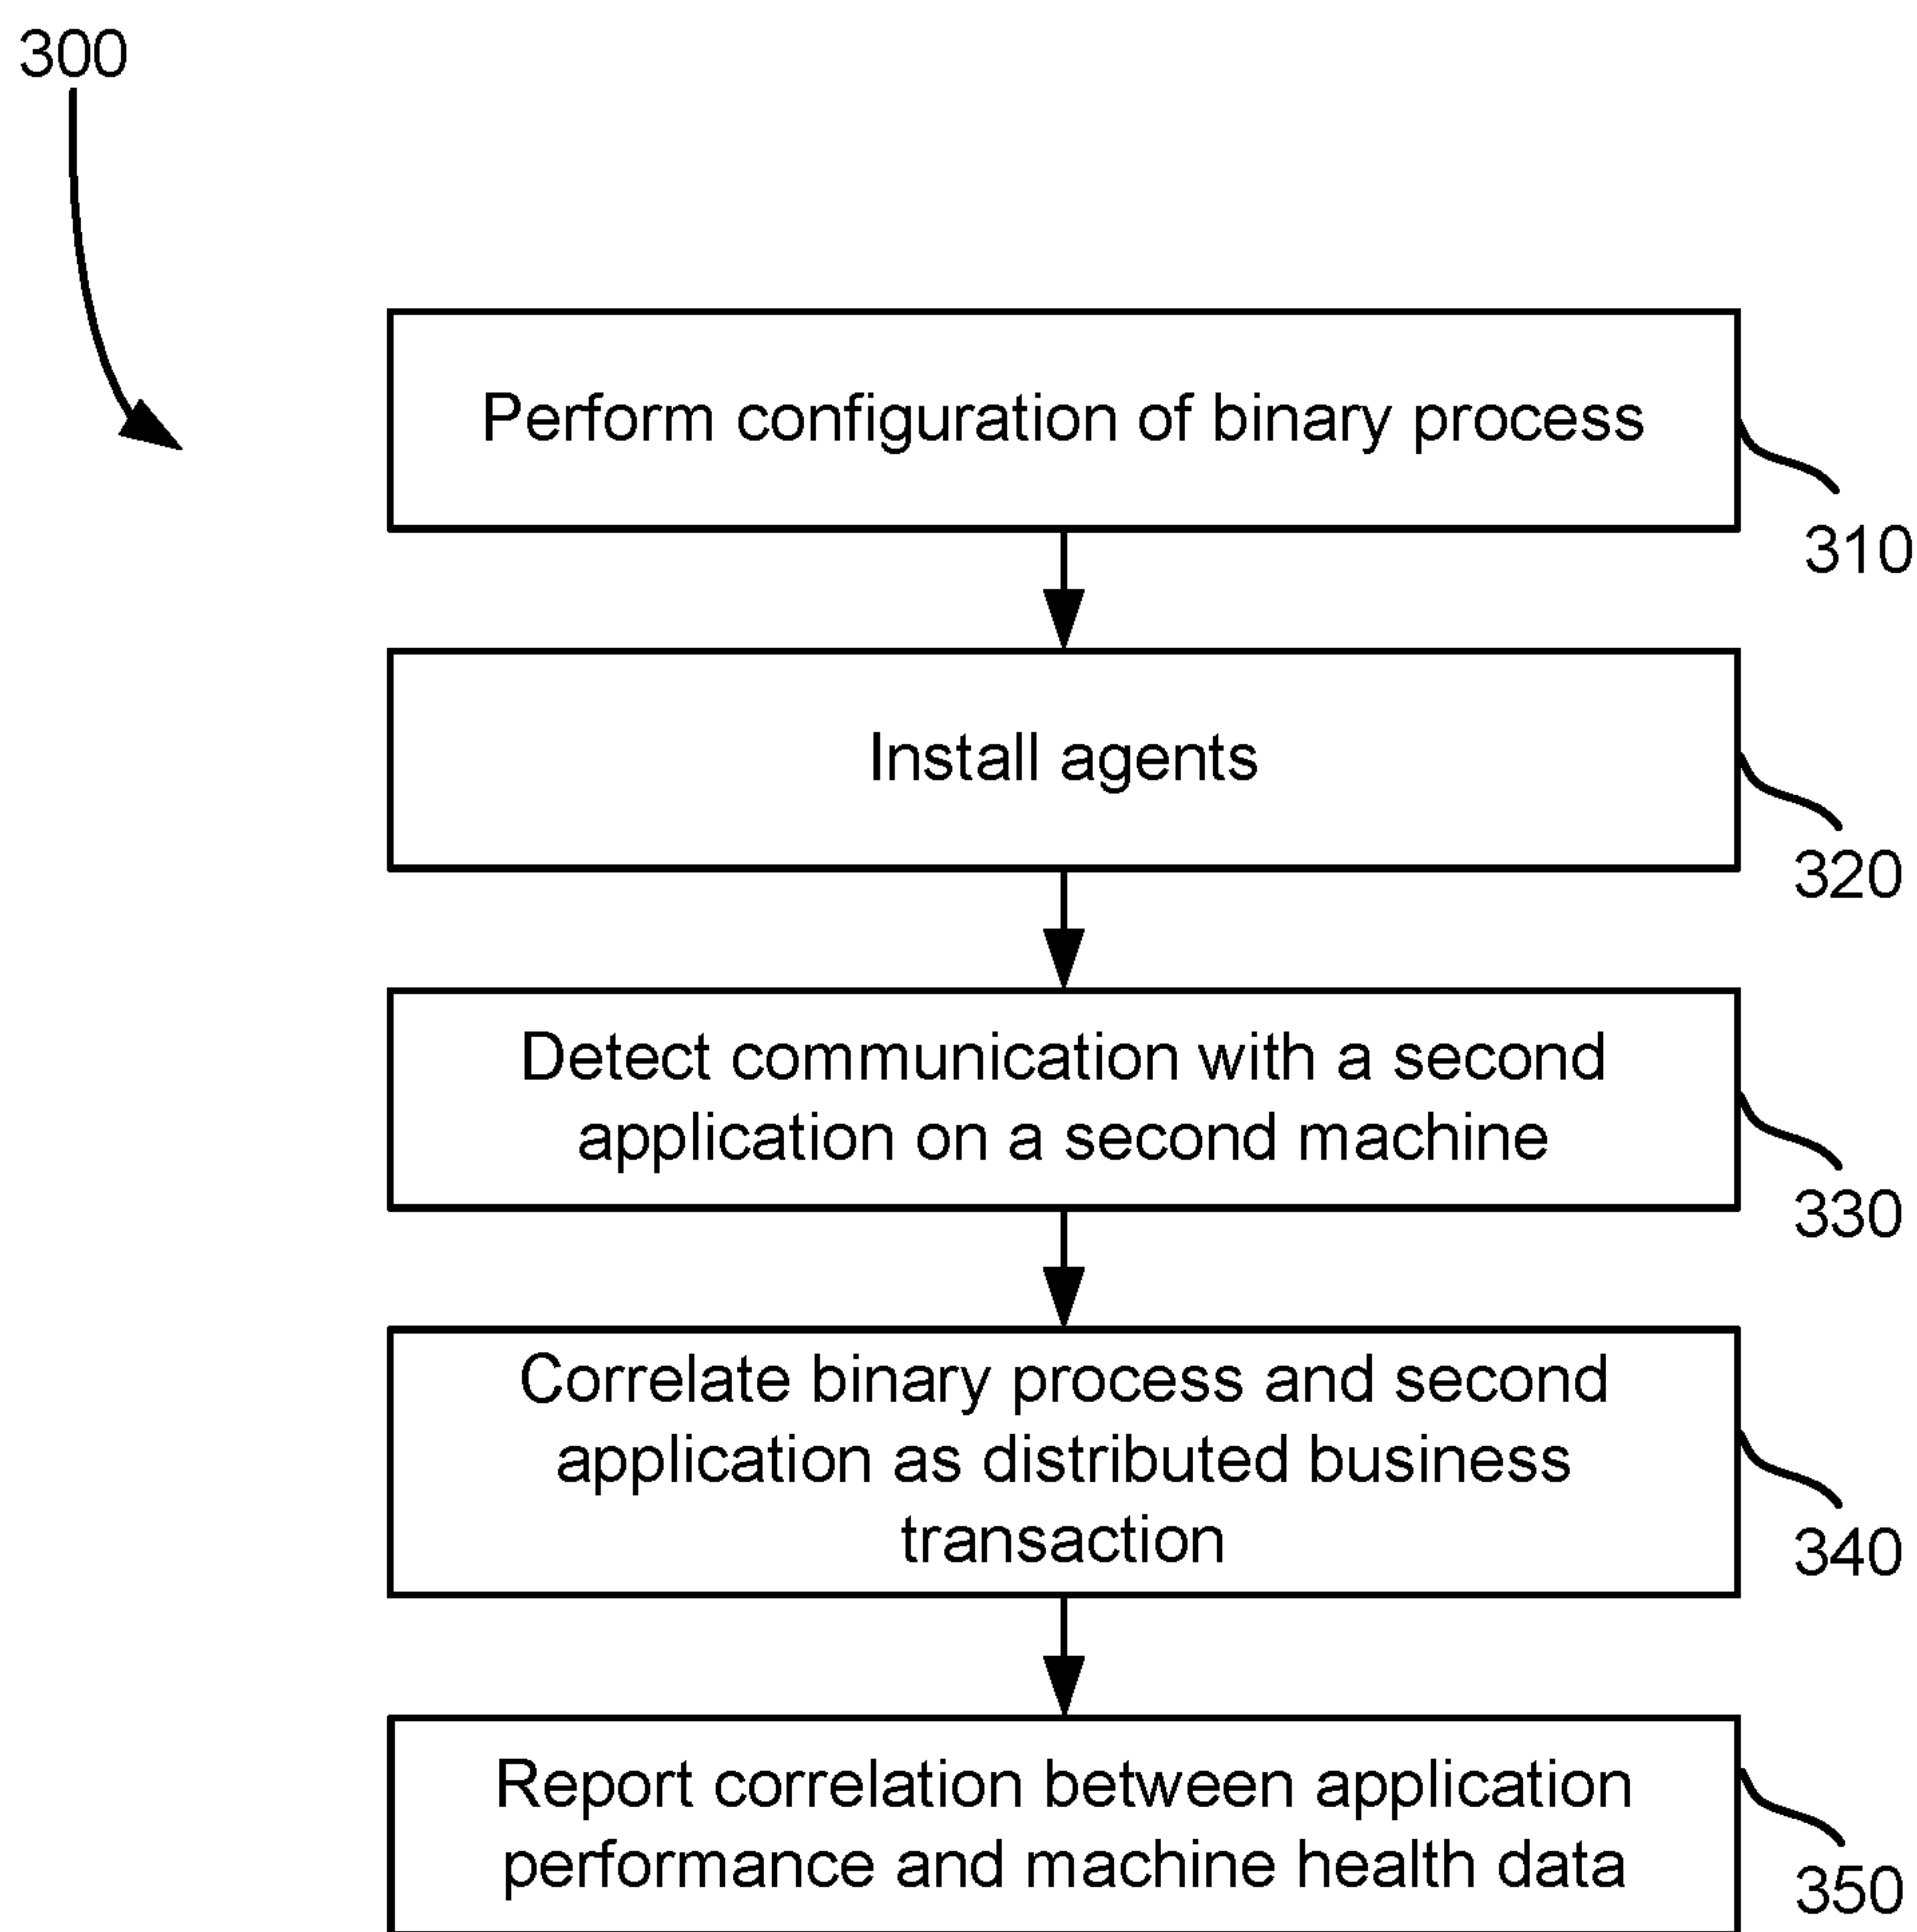 300
Perform configuration of binary process
310
Install agents
320
Detect communication with a second
application on a second machine
330
Correlate binary process and second
application as distributed business
transaction
340
Report correlation between application
performance and machine health data
350